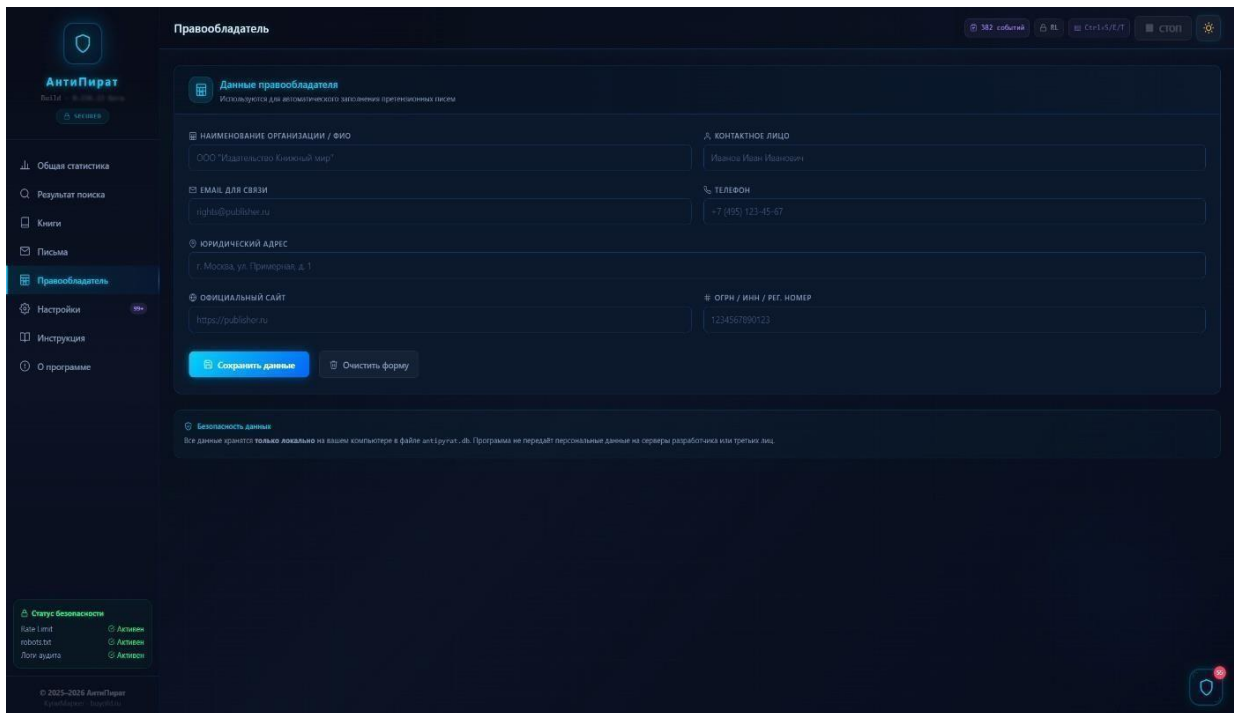 АнтиПират
Build
SECURED
Общая статистика
Результат поиска
Книги
Письма
Правообладатель
Настройки
99+
Инструкция
О программе
Статус безопасности
Rate Limit Активен
robots.txt Активен
Логи аудита Активен
© 2025–2026 АнтиПират
Правообладатель
382 событий
RL
Ctrl+S/E/T
СТОП
Данные правообладателя
Используются для автоматического заполнения претензионных писем
НАИМЕНОВАНИЕ ОРГАНИЗАЦИИ / ФИО
ООО "Издательство Книжный мир"
КОНТАКТНОЕ ЛИЦО
Иванов Иван Иванович
EMAIL ДЛЯ СВЯЗИ
rights@publisher.ru
ТЕЛЕФОН
+7 (495) 123-45-67
ЮРИДИЧЕСКИЙ АДРЕС
г. Москва, ул. Примерная, д. 1
ОФИЦИАЛЬНЫЙ САЙТ
https://publisher.ru
# ОГРН / ИНН / РЕГ. НОМЕР
1234567890123
Сохранить данные
Очистить форму
Безопасность данных
Все данные хранятся только локально на вашем компьютере в файле antipyrat.db. Программа не передаёт персональные данные на серверы разработчика или третьих лиц.